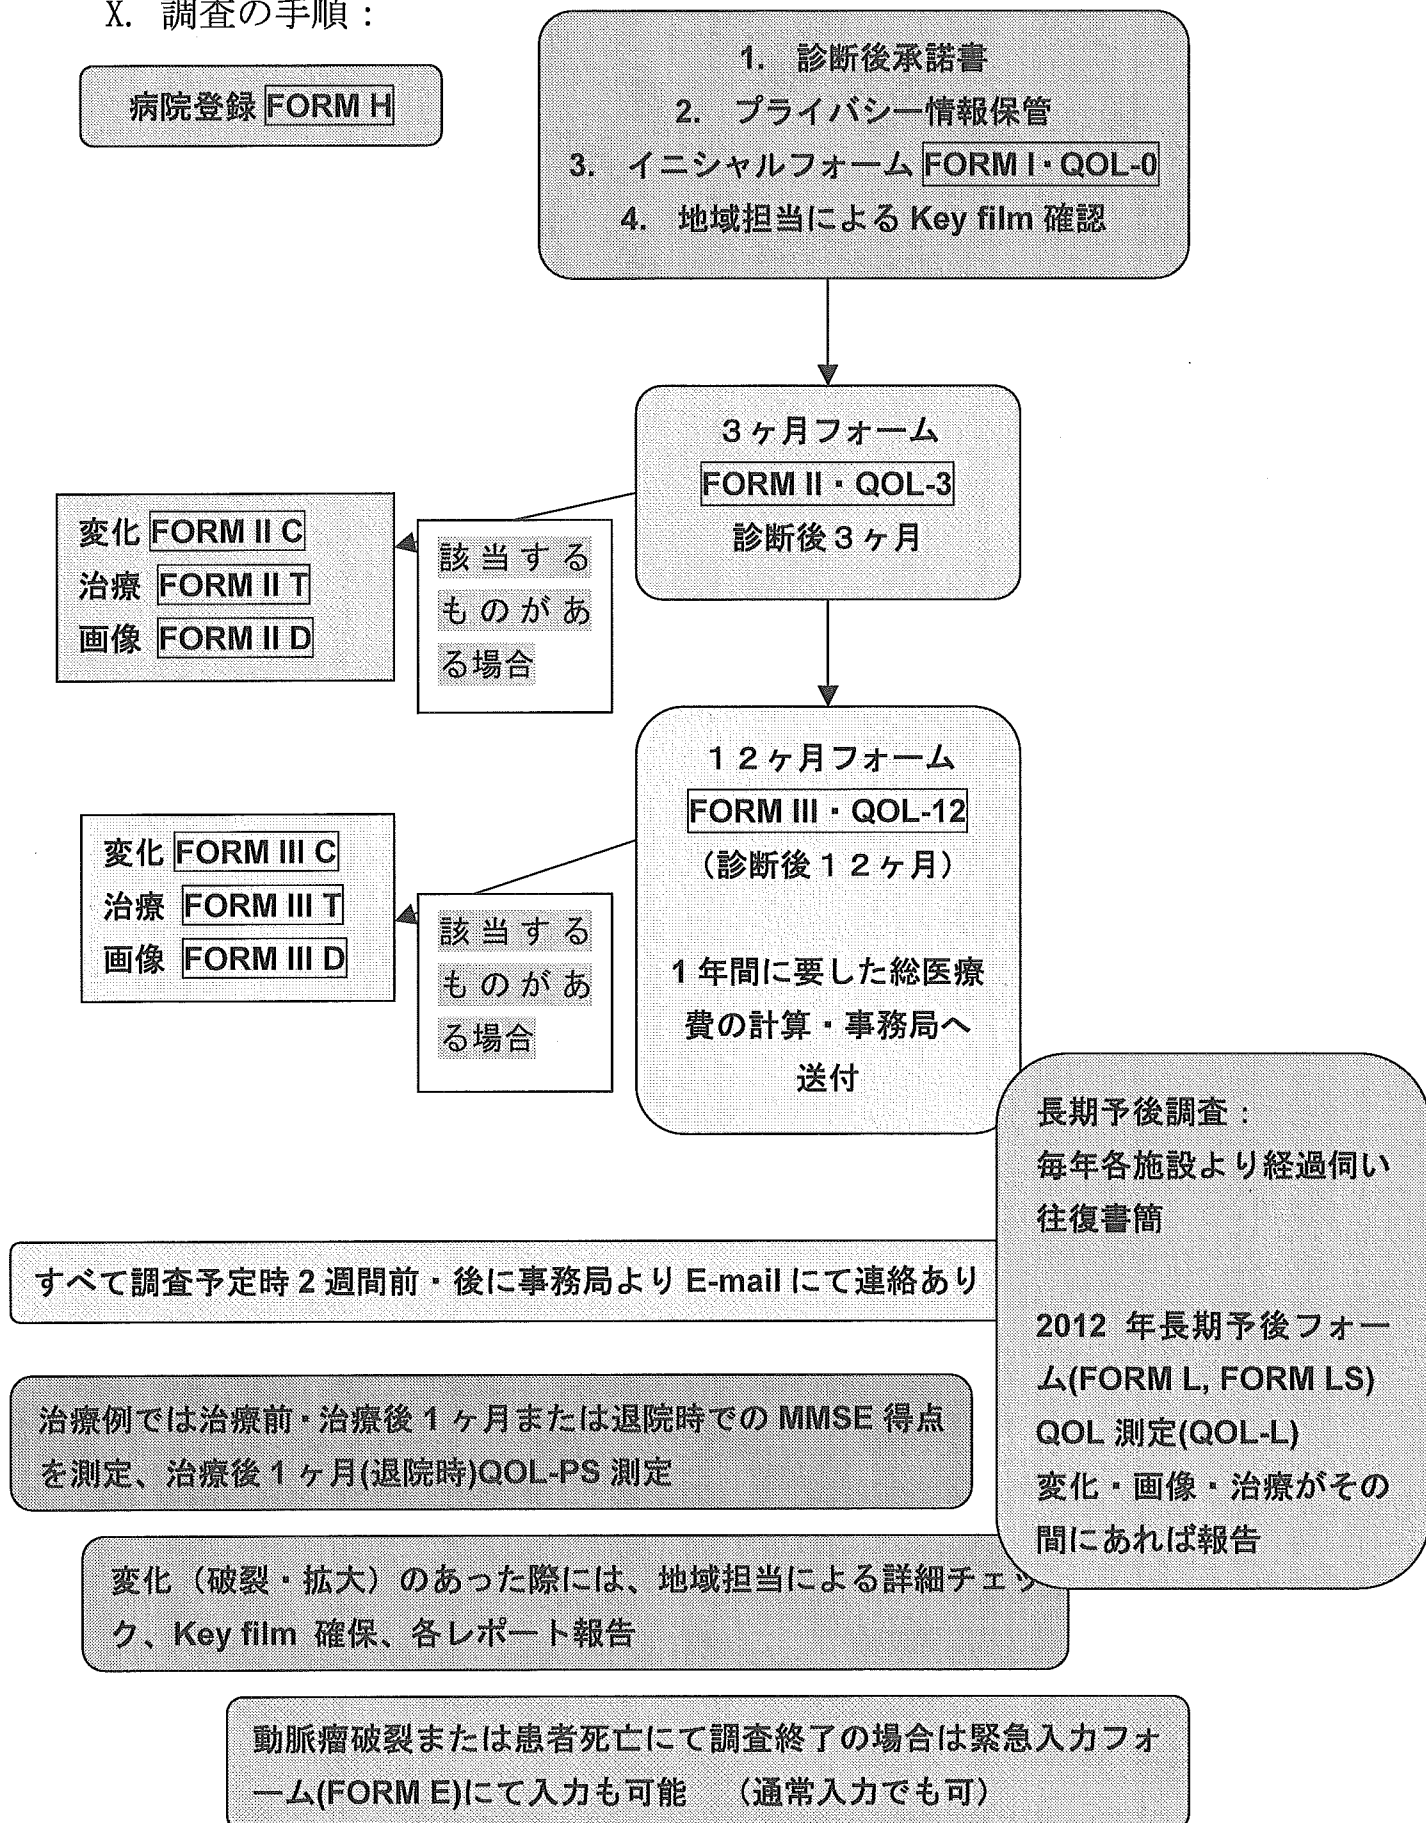 X. 調査の手順：
病院登録 FORM H
1. 診断後承諾書
2. プライバシー情報保管
3. イニシャルフォーム FORM I・QOL-0
4. 地域担当による Key film 確認
３ヶ月フォーム
FORM II・QOL-3
診断後３ヶ月
変化 FORM II C
治療 FORM II T
画像 FORM II D
該当する
ものがあ
る場合
１２ヶ月フォーム
FORM III・QOL-12
（診断後１２ヶ月）
1 年間に要した総医療
費の計算・事務局へ
送付
変化 FORM III C
治療 FORM III T
画像 FORM III D
該当する
ものがあ
る場合
長期予後調査：
毎年各施設より経過伺い
往復書簡
2012 年長期予後フォー
ム(FORM L, FORM LS)
QOL 測定(QOL-L)
変化・画像・治療がその
間にあれば報告
すべて調査予定時 2 週間前・後に事務局より E-mail にて連絡あり
治療例では治療前・治療後 1 ヶ月または退院時での MMSE 得点
を測定、治療後 1 ヶ月(退院時)QOL-PS 測定
変化（破裂・拡大）のあった際には、地域担当による詳細チェッ
ク、Key film 確保、各レポート報告
動脈瘤破裂または患者死亡にて調査終了の場合は緊急入力フォ
ーム(FORM E)にて入力も可能 （通常入力でも可）